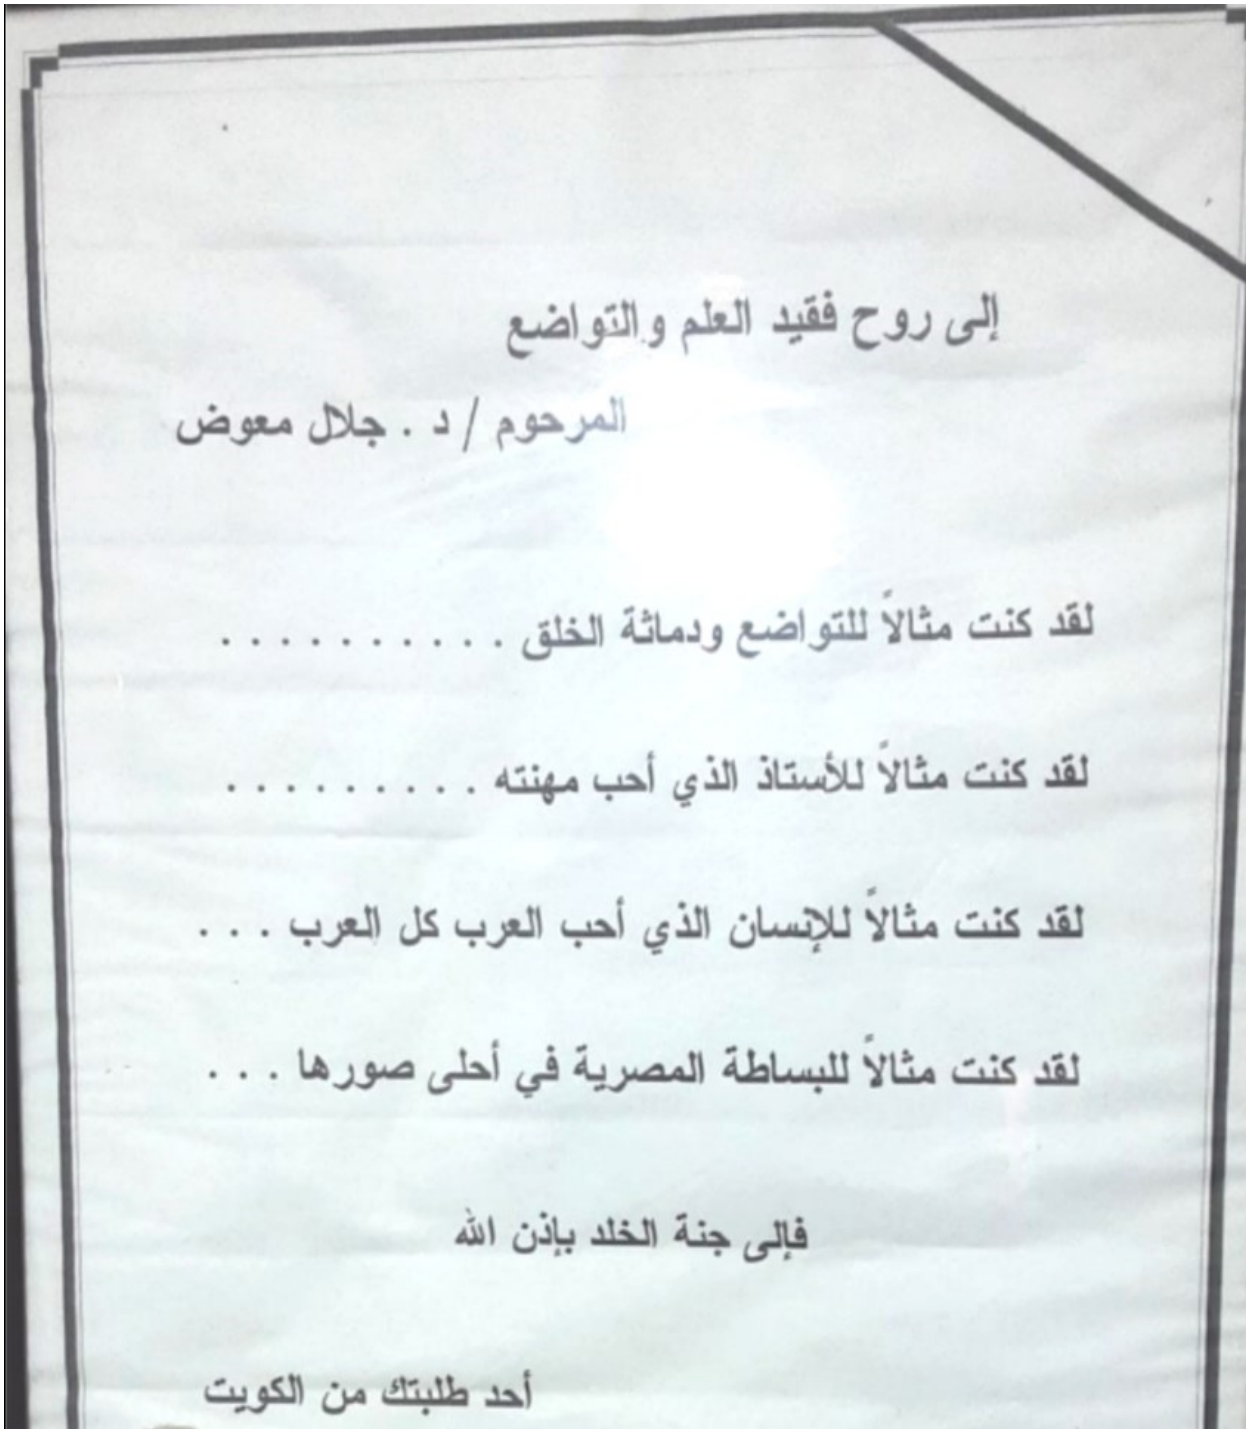 إلى روح فقيد العلم والتواضع
المرحوم / د . جلال معوض
لقد كنت مثالاً للتواضع ودماثة الخلق . . . . . . . . . .
لقد كنت مثالاً للأستاذ الذي أحب مهنته . . . . . . . . .
لقد كنت مثالاً للإنسان الذي أحب العرب كل العرب . . .
لقد كنت مثالاً للبساطة المصرية في أحلى صورها . . .
فإلى جنة الخلد بإذن الله
أحد طلبتك من الكويت